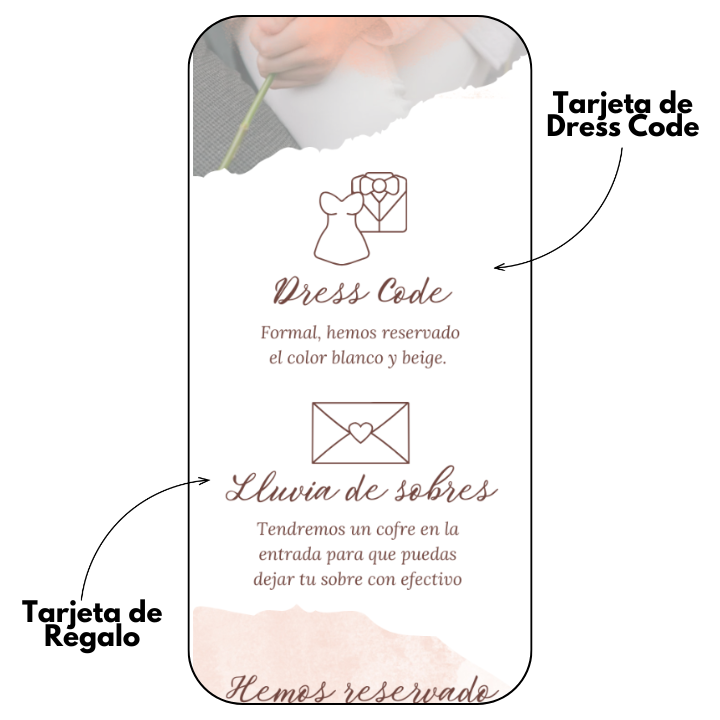 Tarjeta de
Dress Code
Dress Code
Formal, hemos reservado
el color blanco y beige.
Lluvia de sobres
Tendremos un cofre en la
entrada para que puedas
dejar tu sobre con efectivo
Tarjeta de
Regalo
Hemos reservado